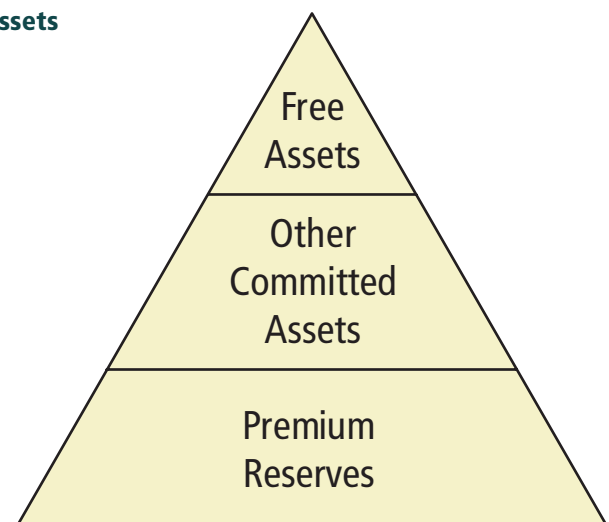 ssets
Free
Assets
Other
Committed
Assets
Premium
Reserves